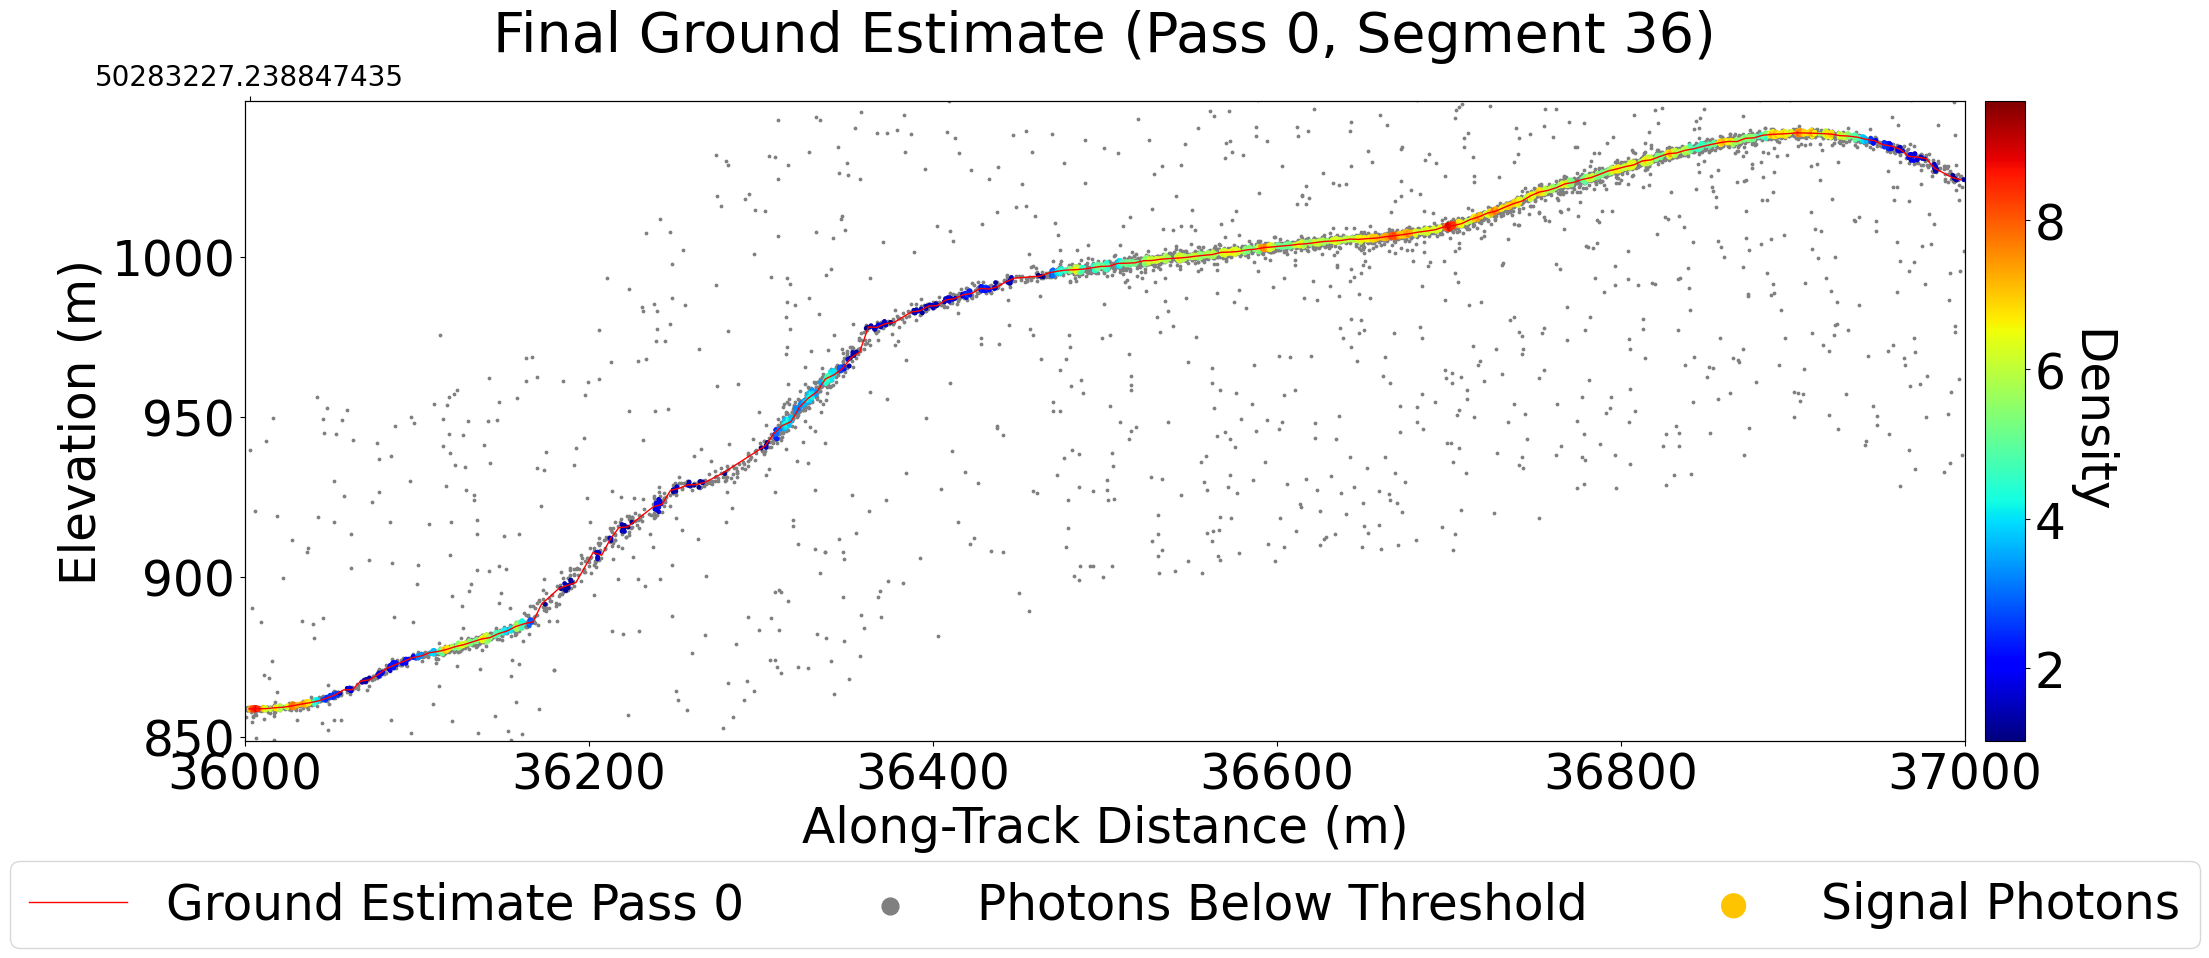 Final Ground Estimate (Pass 0, Segment 36)
50283227.238847435
Elevation (m)
1000
950
900
850
36000 36200 36400 36600 36800 37000
Along-Track Distance (m)
8
6
4
2
Density
Ground Estimate Pass 0 Photons Below Threshold Signal Photons